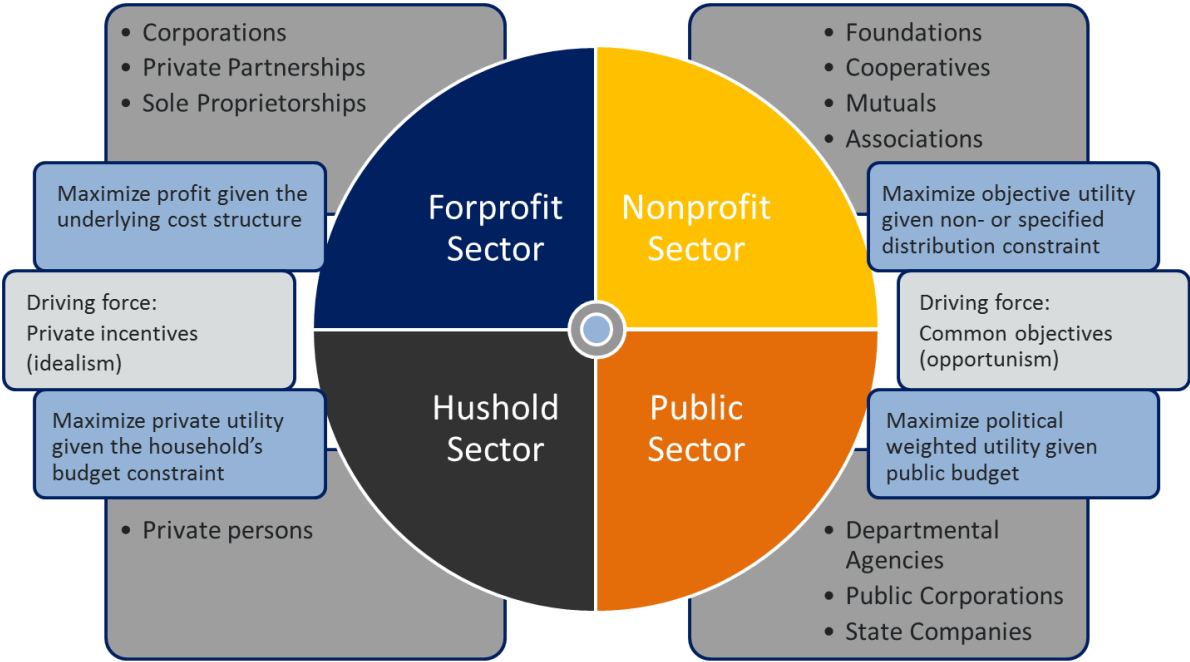 • Corporations
• Private Partnerships
• Sole Proprietorships
• Foundations
• Cooperatives
• Mutuals
• Associations
Maximize profit given the
underlying cost structure
Forprofit
Sector
Nonprofit
Sector
Maximize objective utility
given non- or specified
distribution constraint
Driving force:
Private incentives
(idealism)
Driving force:
Common objectives
(opportunism)
Maximize private utility
given the household’s
budget constraint
Hushold
Sector
Public
Sector
Maximize political
weighted utility given
public budget
• Private persons
• Departmental
Agencies
• Public Corporations
• State Companies